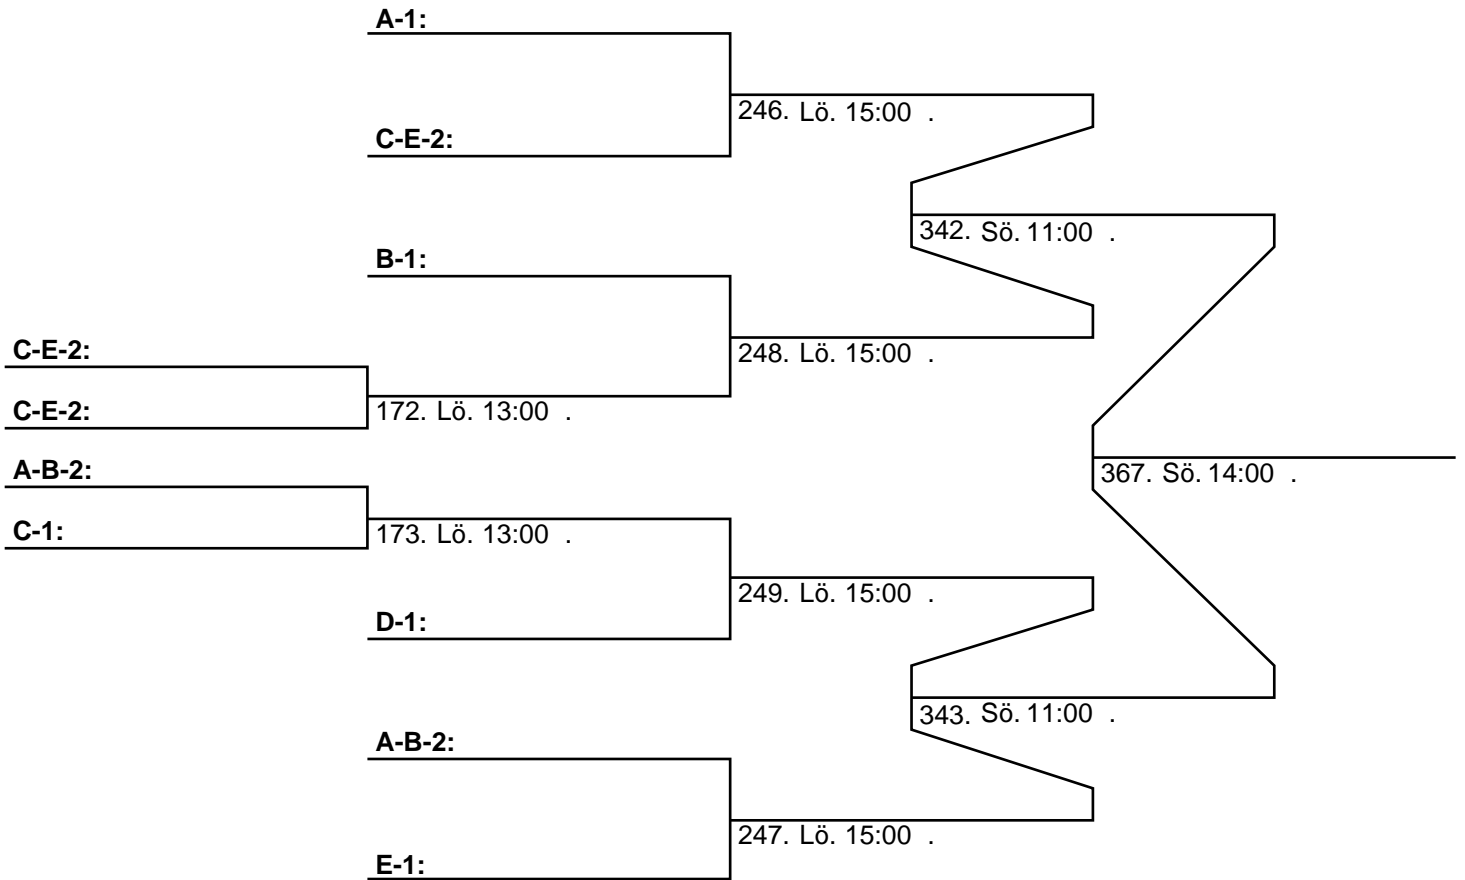 A-1:
246. Lö. 15:00 .
C-E-2:
342. Sö. 11:00 .
B-1:
C-E-2:
248. Lö. 15:00 .
C-E-2:
172. Lö. 13:00 .
A-B-2:
367. Sö. 14:00 .
C-1:
173. Lö. 13:00 .
249. Lö. 15:00 .
D-1:
343. Sö. 11:00 .
A-B-2:
247. Lö. 15:00 .
E-1: